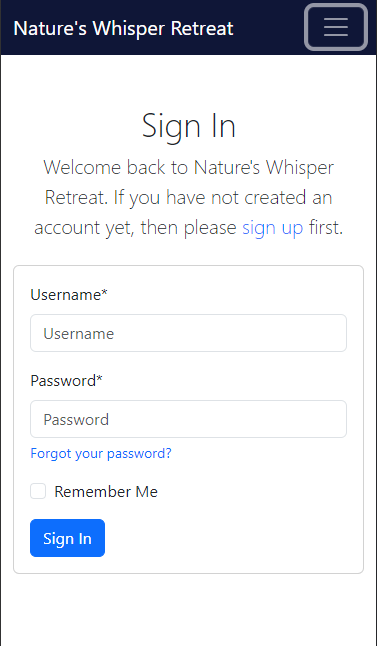 Nature's Whisper Retreat
Sign In
Welcome back to Nature's Whisper
Retreat. If you have not created an
account yet, then please sign up first.
Username*
Username
Password*
Password
Forgot your password?
Remember Me
Sign In